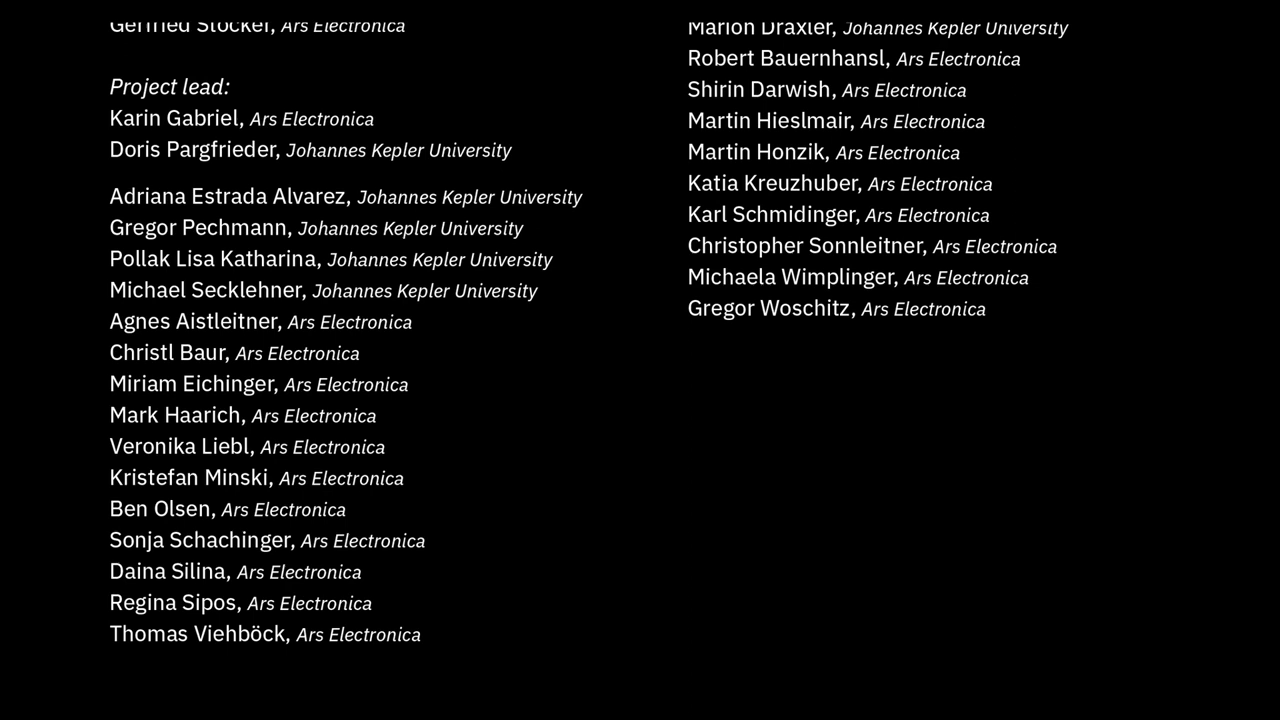 Gerfried Stocker, Ars Electronica
Project lead:
Karin Gabriel, Ars Electronica
Doris Pargfrieder, Johannes Kepler University
Adriana Estrada Alvarez, Johannes Kepler University
Gregor Pechmann, Johannes Kepler University
Pollak Lisa Katharina, Johannes Kepler University
Michael Secklehner, Johannes Kepler University
Agnes Aistleitner, Ars Electronica
Christl Baur, Ars Electronica
Miriam Eichinger, Ars Electronica
Mark Haarich, Ars Electronica
Veronika Liebl, Ars Electronica
Kristefan Minski, Ars Electronica
Ben Olsen, Ars Electronica
Sonja Schachinger, Ars Electronica
Daina Silina, Ars Electronica
Regina Sipos, Ars Electronica
Thomas Viehböck, Ars Electronica
Marion Draxler, Johannes Kepler University
Robert Bauernhansl, Ars Electronica
Shirin Darwish, Ars Electronica
Martin Hieslmair, Ars Electronica
Martin Honzik, Ars Electronica
Katia Kreuzhuber, Ars Electronica
Karl Schmidinger, Ars Electronica
Christopher Sonnleitner, Ars Electronica
Michaela Wimplinger, Ars Electronica
Gregor Woschitz, Ars Electronica